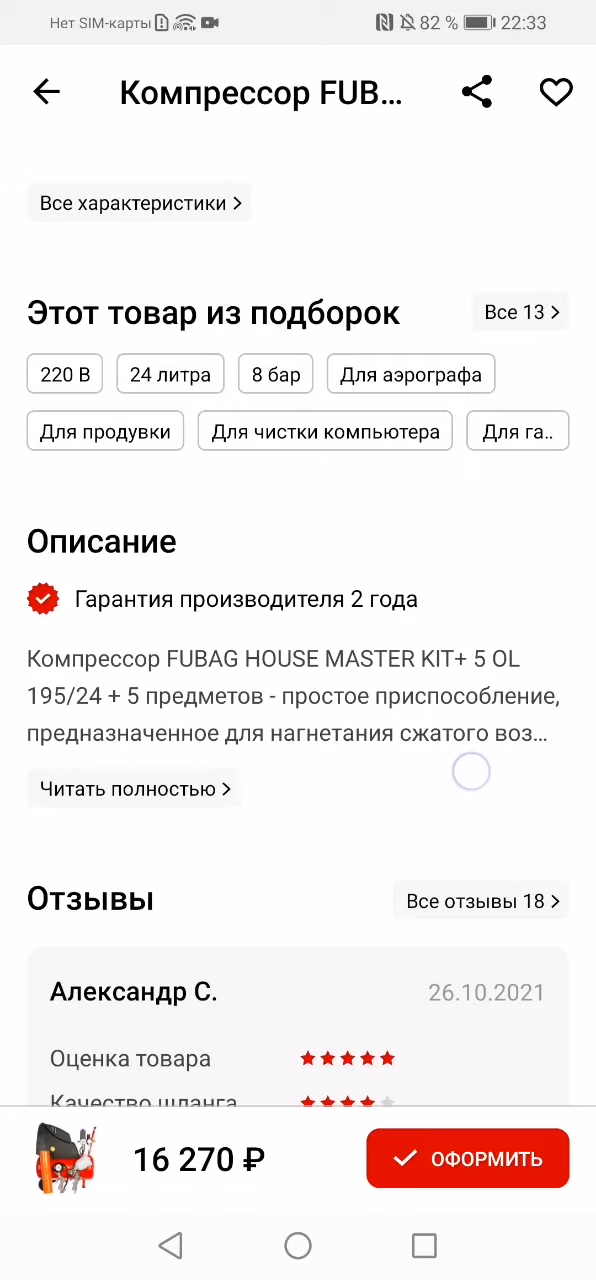 Нет SIM-карты 82 % 22:33
Компрессор FUB...
Все характеристики
Этот товар из подборок
Все 13
220 В 24 литра 8 бар Для аэрографа
Для продувки Для чистки компьютера Для га..
Описание
Гарантия производителя 2 года
Компрессор FUBAG HOUSE MASTER KIT+ 5 OL
195/24 + 5 предметов - простое приспособление,
предназначенное для нагнетания сжатого воз...
Читать полностью
Отзывы
Все отзывы 18
Александр С. 26.10.2021
Оценка товара
Качество шланга
16 270 ₽ ОФОРМИТЬ